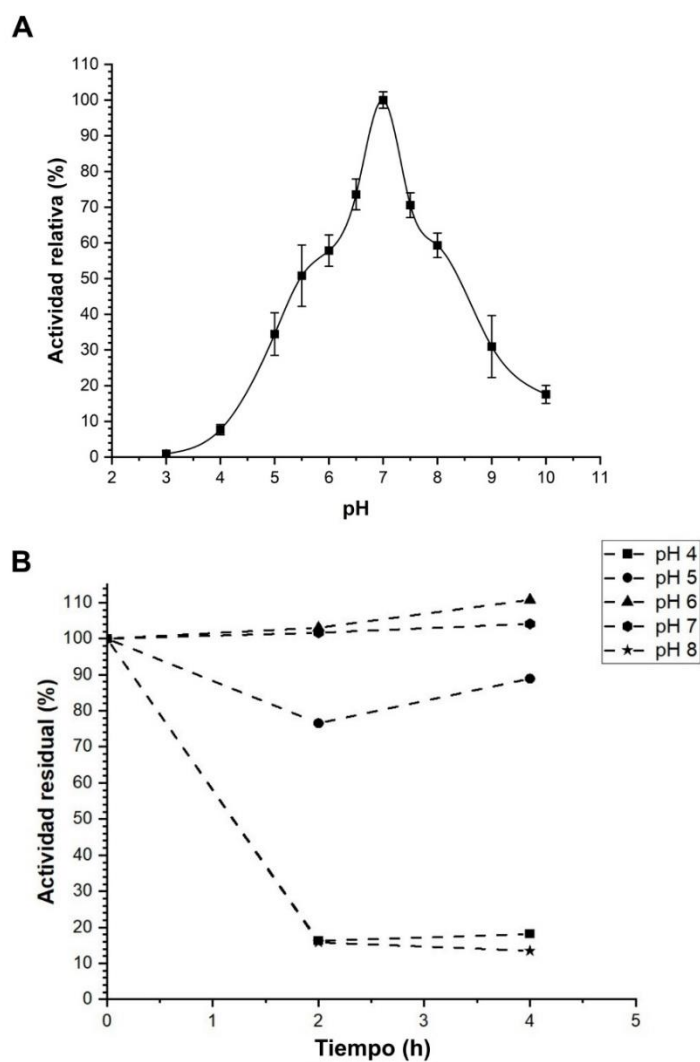 A
Actividad relativa (%)
110
100
90
80
70
60
50
40
30
20
10
0
2 3 4 5 6 7 8 9 10 11
pH
B
pH 4
pH 5
pH 6
pH 7
pH 8
Actividad residual (%)
110
100
90
80
70
60
50
40
30
20
10
0
0 1 2 3 4 5
Tiempo (h)